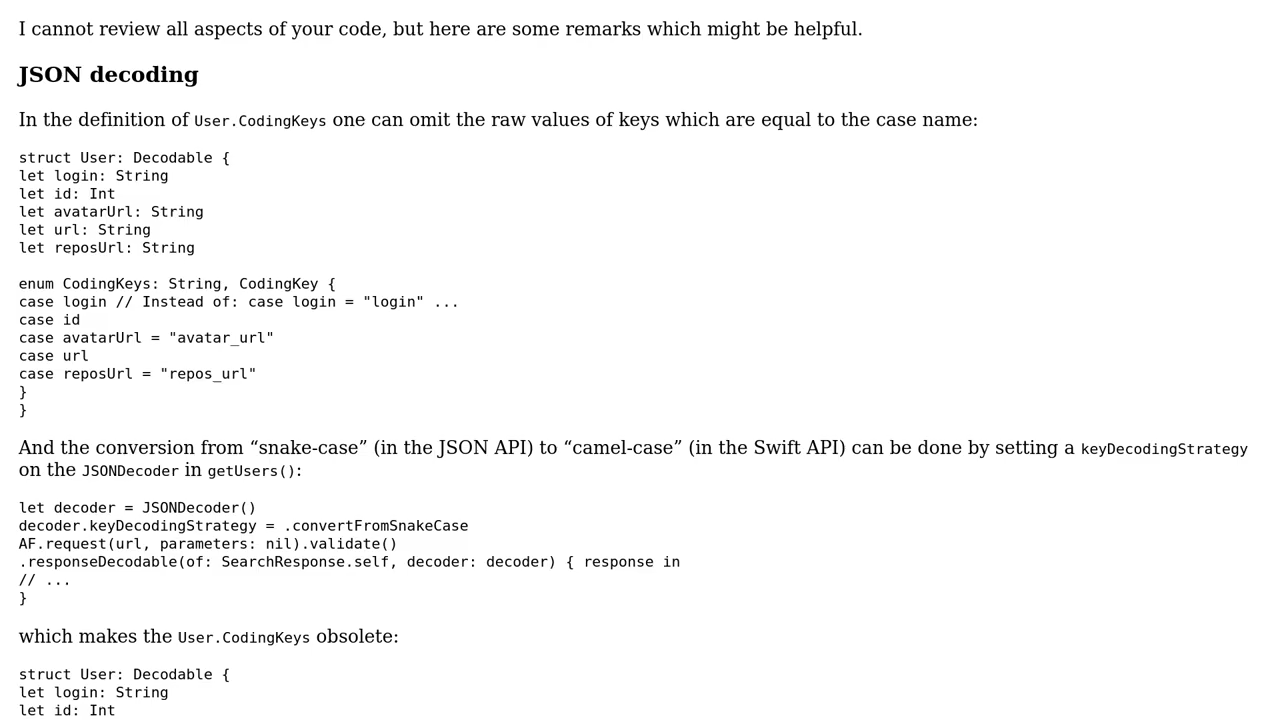 I cannot review all aspects of your code, but here are some remarks which might be helpful.
JSON decoding
In the definition of User.CodingKeys one can omit the raw values of keys which are equal to the case name:
struct User: Decodable {
let login: String
let id: Int
let avatarUrl: String
let url: String
let reposUrl: String
enum CodingKeys: String, CodingKey {
case login // Instead of: case login = "login" ...
case id
case avatarUrl = "avatar_url"
case url
case reposUrl = "repos_url"
}
}
And the conversion from “snake-case” (in the JSON API) to “camel-case” (in the Swift API) can be done by setting a keyDecodingStrategy
on the JSONDecoder in getUsers():
let decoder = JSONDecoder()
decoder.keyDecodingStrategy = .convertFromSnakeCase
AF.request(url, parameters: nil).validate()
.responseDecodable(of: SearchResponse.self, decoder: decoder) { response in
// ...
}
which makes the User.CodingKeys obsolete:
struct User: Decodable {
let login: String
let id: Int